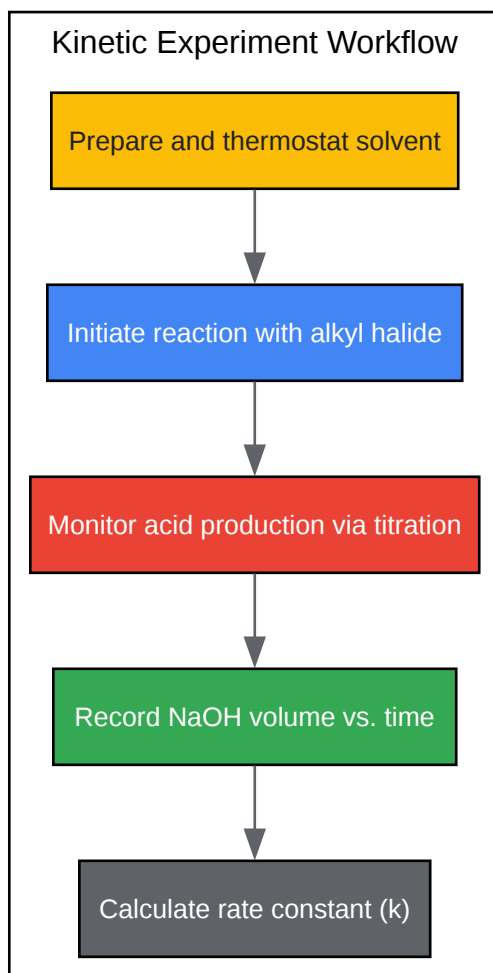 Kinetic Experiment Workflow
Prepare and thermostat solvent
Initiate reaction with alkyl halide
Monitor acid production via titration
Record NaOH volume vs. time
Calculate rate constant (k)